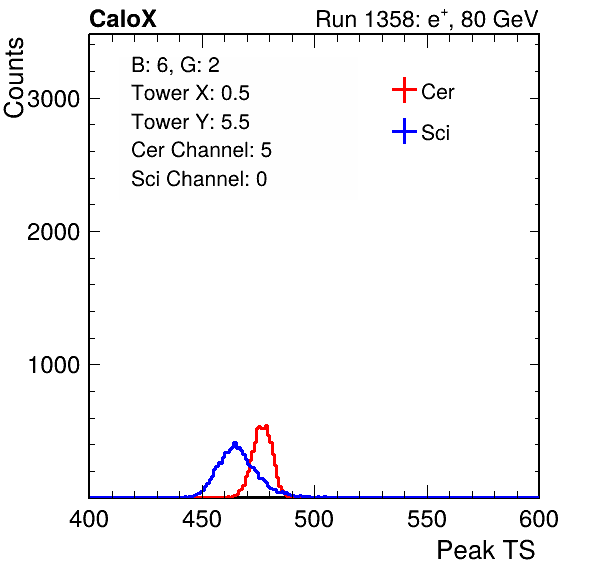 CaloX Run 1358: e+, 80 GeV
Counts
B: 6, G: 2
Tower X: 0.5
Tower Y: 5.5
Cer Channel: 5
Sci Channel: 0
Cer
Sci
3000
2000
1000
400 450 500 550 600
Peak TS